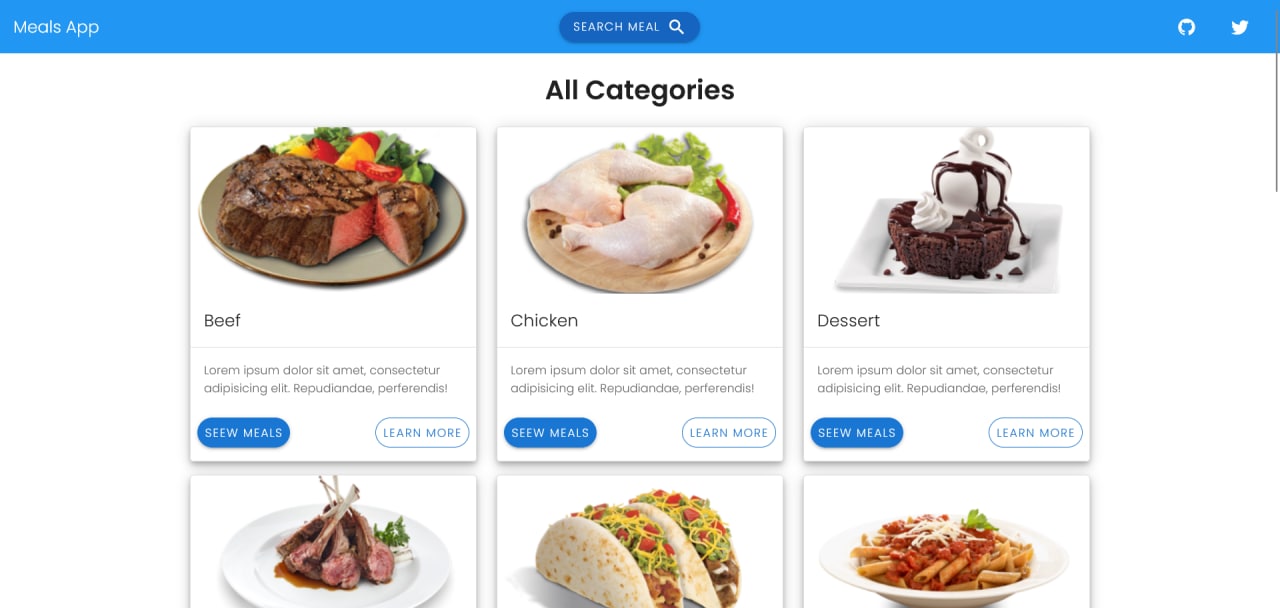 Meals App
SEARCH MEAL
All Categories
Beef
Chicken
Dessert
Lorem ipsum dolor sit amet, consectetur
adipisicing elit. Repudiandae, perferendis!
Lorem ipsum dolor sit amet, consectetur
adipisicing elit. Repudiandae, perferendis!
Lorem ipsum dolor sit amet, consectetur
adipisicing elit. Repudiandae, perferendis!
SEEW MEALS
LEARN MORE
SEEW MEALS
LEARN MORE
SEEW MEALS
LEARN MORE